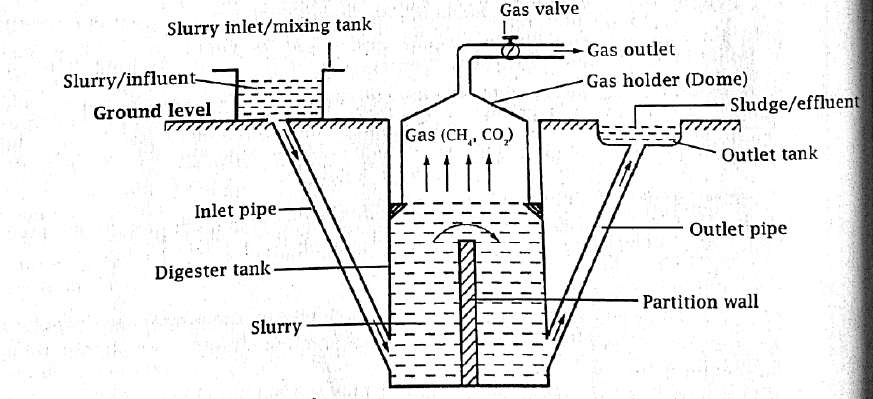 Gas valve
Slurry inlet/mixing tank
Gas outlet
Slurry/influent
Gas holder (Dome)
Sludge/effluent
Ground level
Gas (CH₄, CO₂)
Outlet tank
Inlet pipe
Outlet pipe
Digester tank
Partition wall
Slurry